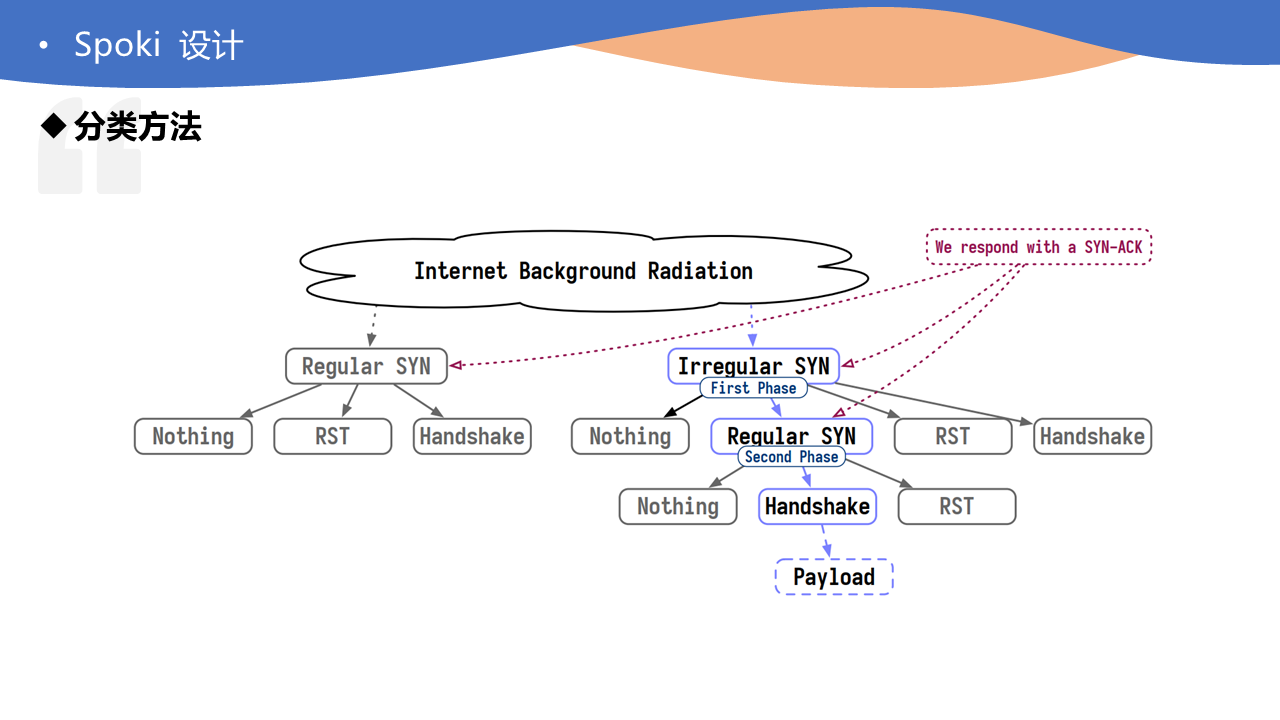 • Spoki 设计
◆ 分类方法
We respond with a SYN-ACK
Internet Background Radiation
Regular SYN
Irregular SYN
First Phase
Nothing
RST
Handshake
Nothing
Regular SYN
RST
Handshake
Second Phase
Nothing
Handshake
RST
Payload